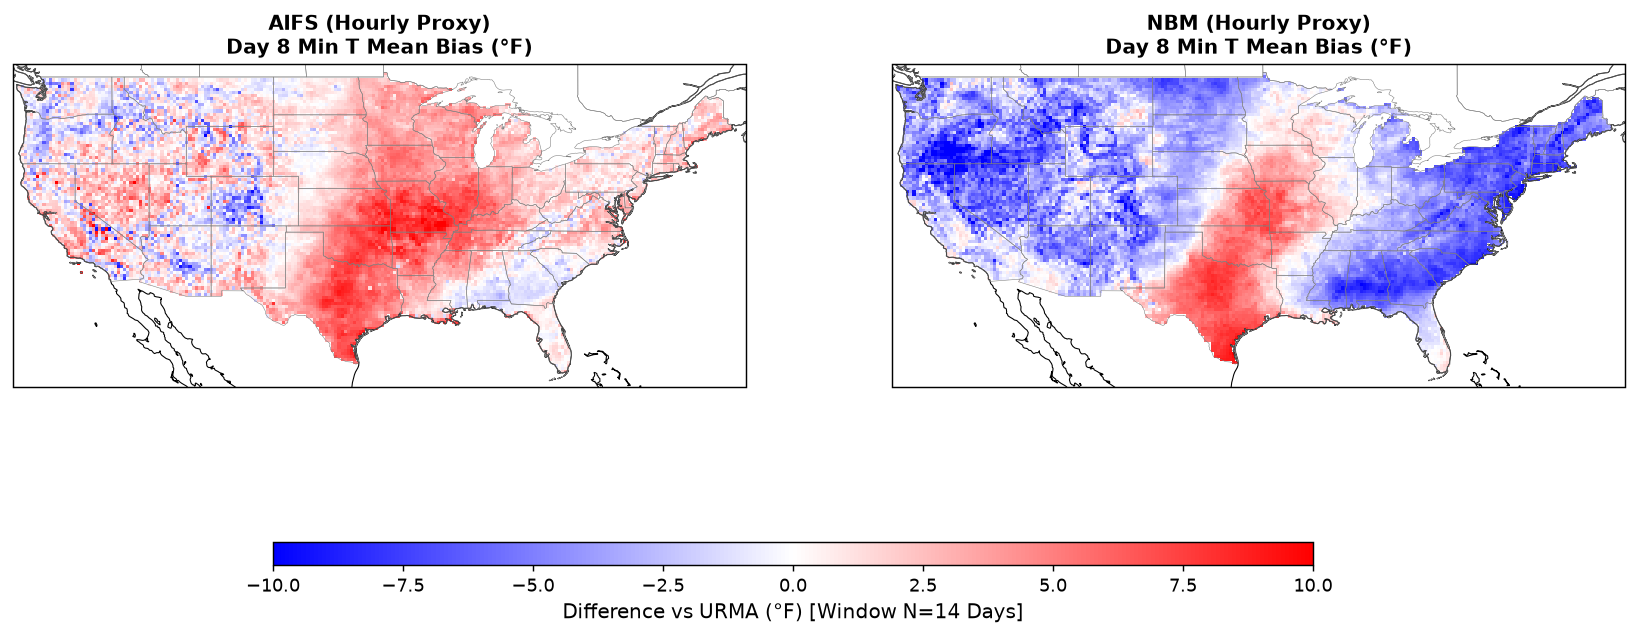 AIFS (Hourly Proxy)
Day 8 Min T Mean Bias (°F)
NBM (Hourly Proxy)
Day 8 Min T Mean Bias (°F)
−10.0 −7.5 −5.0 −2.5 0.0 2.5 5.0 7.5 10.0
Difference vs URMA (°F) [Window N=14 Days]